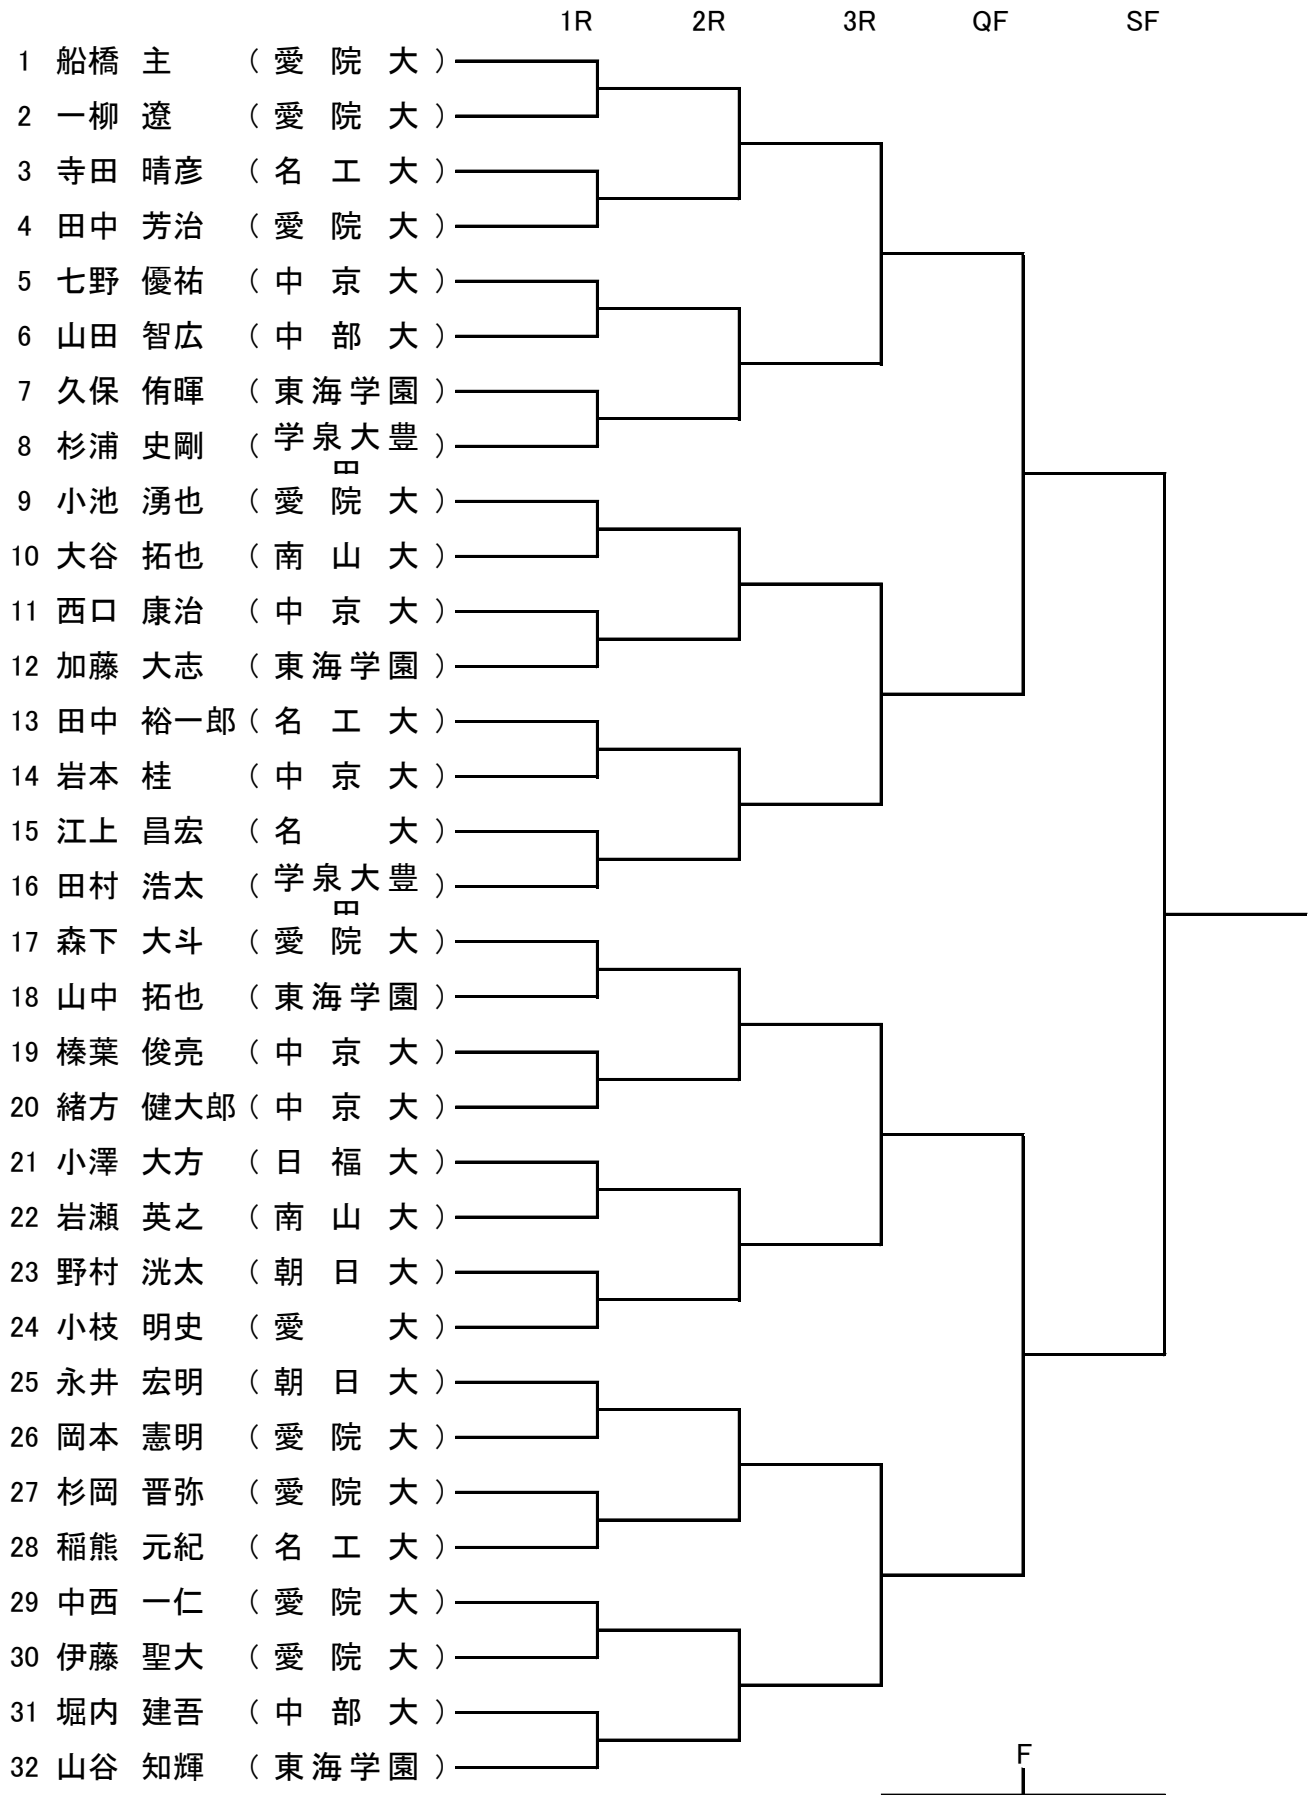 1R 2R 3R QF SF
1 船橋 主 ( 愛 院 大 )
2 一柳 遼 ( 愛 院 大 )
3 寺田 晴彦 ( 名 工 大 )
4 田中 芳治 ( 愛 院 大 )
5 七野 優祐 ( 中 京 大 )
6 山田 智広 ( 中 部 大 )
7 久保 侑暉 ( 東海学園 )
8 杉浦 史剛 ( 学泉大豊田 )
9 小池 湧也 ( 愛 院 大 )
10 大谷 拓也 ( 南 山 大 )
11 西口 康治 ( 中 京 大 )
12 加藤 大志 ( 東海学園 )
13 田中 裕一郎 ( 名 工 大 )
14 岩本 桂 ( 中 京 大 )
15 江上 昌宏 ( 名 大 )
16 田村 浩太 ( 学泉大豊田 )
17 森下 大斗 ( 愛 院 大 )
18 山中 拓也 ( 東海学園 )
19 榛葉 俊亮 ( 中 京 大 )
20 緒方 健大郎 ( 中 京 大 )
21 小澤 大方 ( 日 福 大 )
22 岩瀬 英之 ( 南 山 大 )
23 野村 洸太 ( 朝 日 大 )
24 小枝 明史 ( 愛 大 )
25 永井 宏明 ( 朝 日 大 )
26 岡本 憲明 ( 愛 院 大 )
27 杉岡 晋弥 ( 愛 院 大 )
28 稲熊 元紀 ( 名 工 大 )
29 中西 一仁 ( 愛 院 大 )
30 伊藤 聖大 ( 愛 院 大 )
31 堀内 建吾 ( 中 部 大 )
32 山谷 知輝 ( 東海学園 )
F